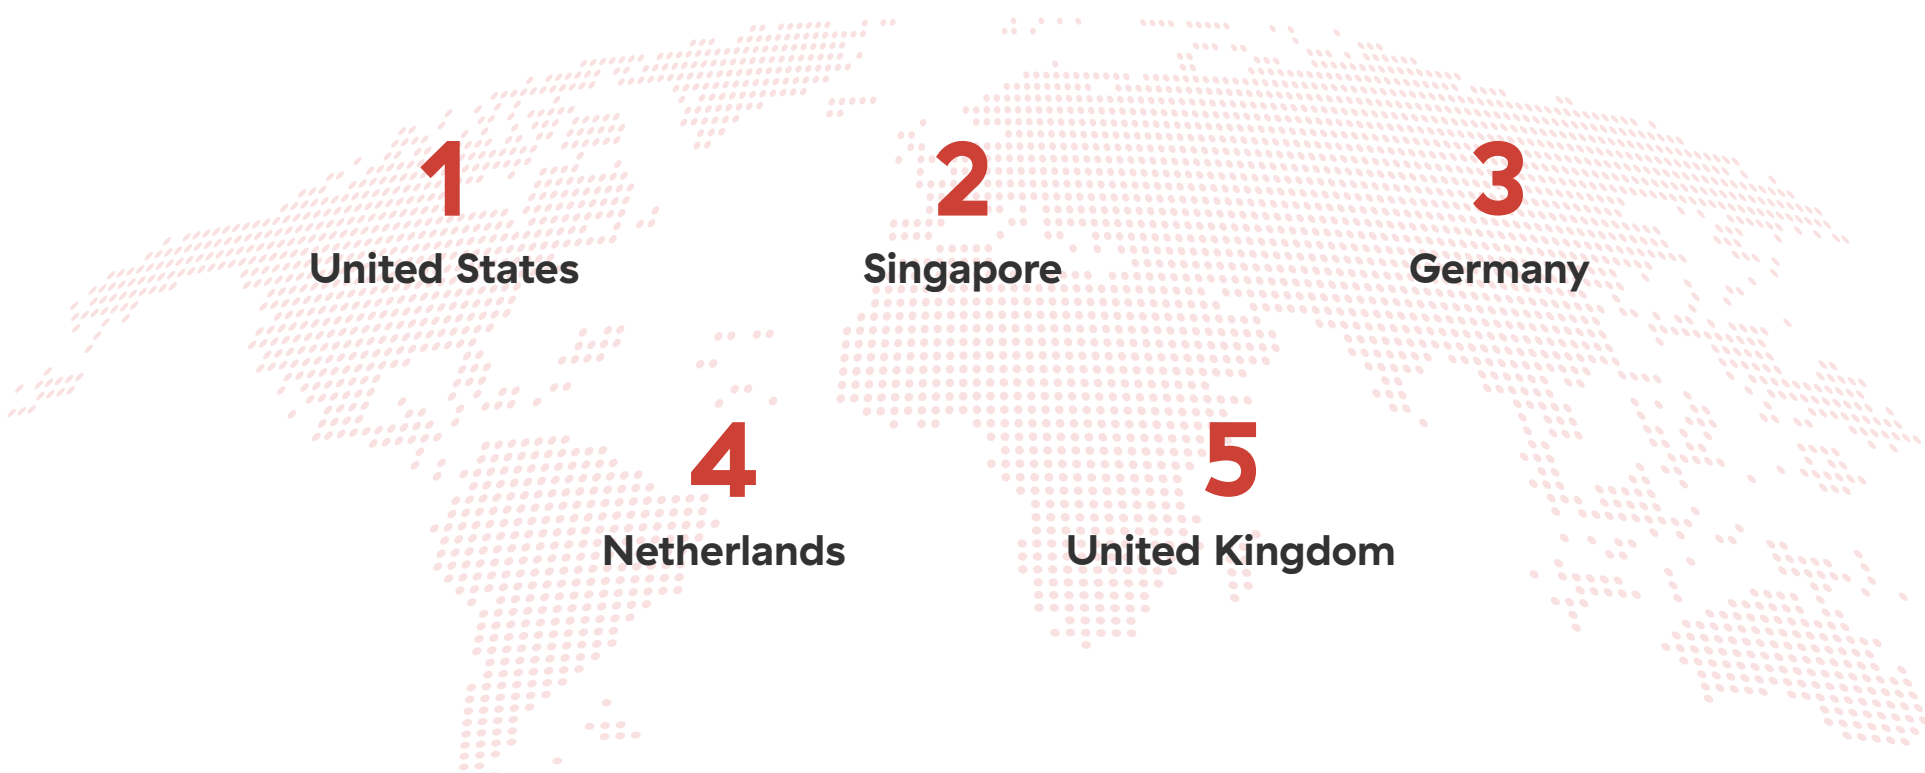 1
United States
2
Singapore
3
Germany
4
Netherlands
5
United Kingdom